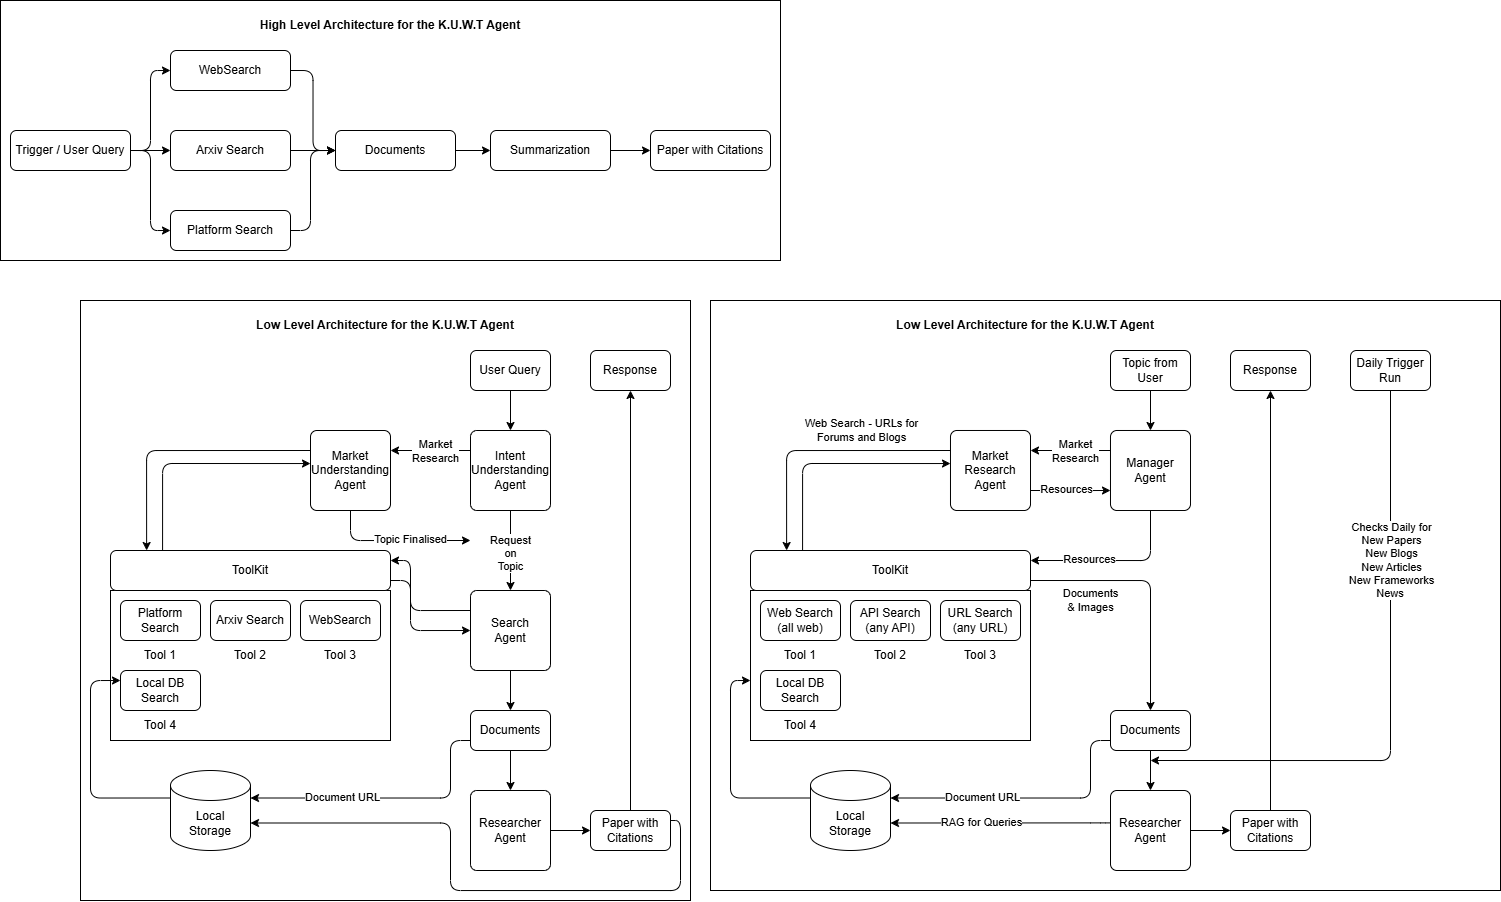 High Level Architecture for the K.U.W.T Agent
WebSearch
Trigger / User Query
Arxiv Search
Documents
Summarization
Paper with Citations
Platform Search
Low Level Architecture for the K.U.W.T Agent
User Query
Response
Market
Understanding
Agent
Market
Research
Intent
Understanding
Agent
Topic Finalised
Request
on
Topic
ToolKit
Platform
Search
Arxiv Search
WebSearch
Tool 1
Tool 2
Tool 3
Search
Agent
Local DB
Search
Tool 4
Documents
Document URL
Local
Storage
Researcher
Agent
Paper with
Citations
Low Level Architecture for the K.U.W.T Agent
Topic from
User
Response
Daily Trigger
Run
Web Search - URLs for
Forums and Blogs
Market
Research
Agent
Market
Research
Resources
Manager
Agent
Checks Daily for
New Papers
New Blogs
New Articles
New Frameworks
News
ToolKit
Resources
Documents
& Images
Web Search
(all web)
API Search
(any API)
URL Search
(any URL)
Tool 1
Tool 2
Tool 3
Local DB
Search
Tool 4
Documents
Document URL
Local
Storage
RAG for Queries
Researcher
Agent
Paper with
Citations